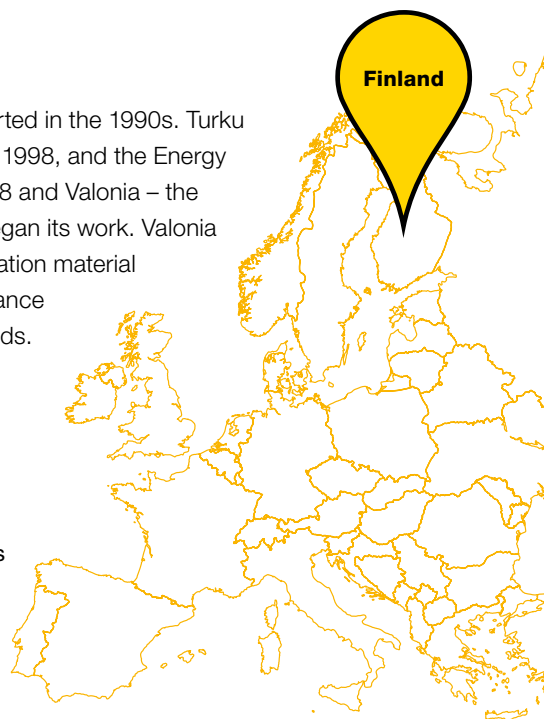 Finland
rted in the 1990s. Turku
1998, and the Energy
8 and Valonia – the
egan its work. Valonia
ation material
ance
ds.
s